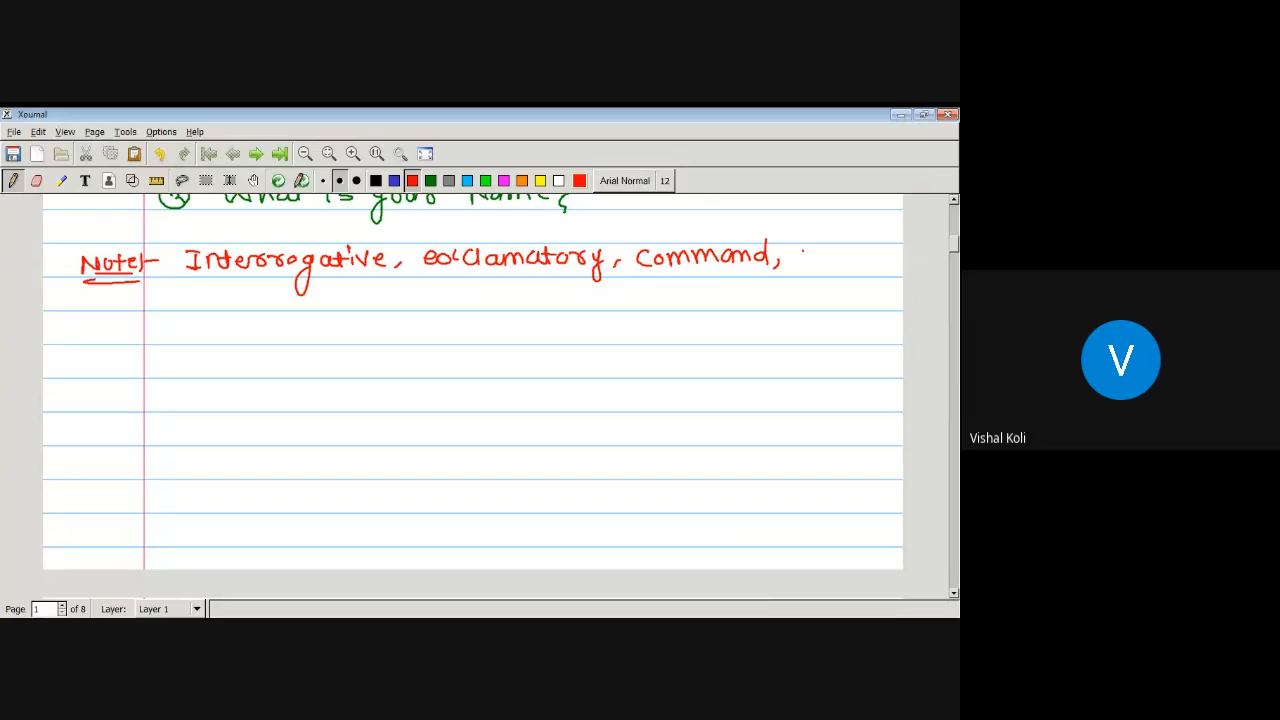 Xournal
File Edit View Page Tools Options Help
T Arial Normal 12
What is your Name?
Note:- Interrogative, exclamatory, Command,
Page 1 of 8 Layer: Layer 1
V
Vishal Koli